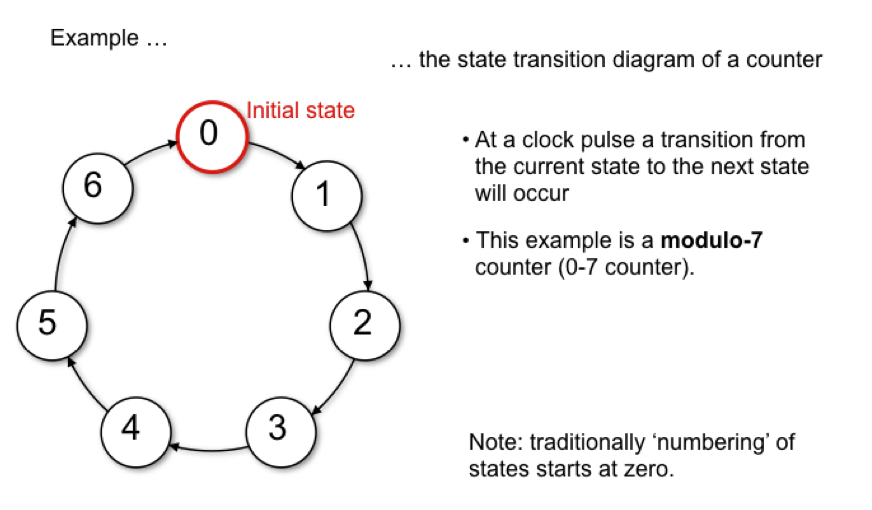 Example ...
... the state transition diagram of a counter
Initial state
0
1
2
3
4
5
6
• At a clock pulse a transition from
the current state to the next state
will occur
• This example is a modulo-7
counter (0-7 counter).
Note: traditionally ‘numbering’ of
states starts at zero.